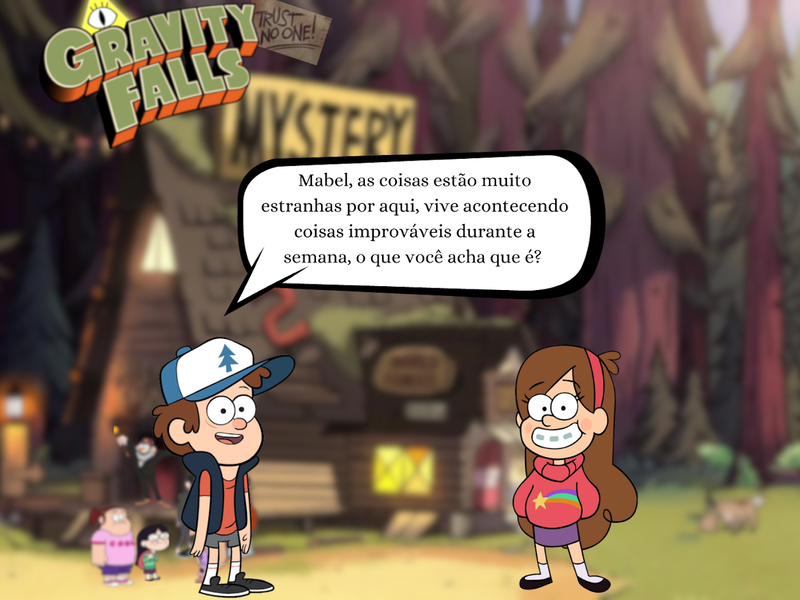 GRAVITY
FALLS
TRUST
NO ONE!
MYSTERY
Mabel, as coisas estão muito
estranhas por aqui, vive acontecendo
coisas improváveis durante a
semana, o que você acha que é?